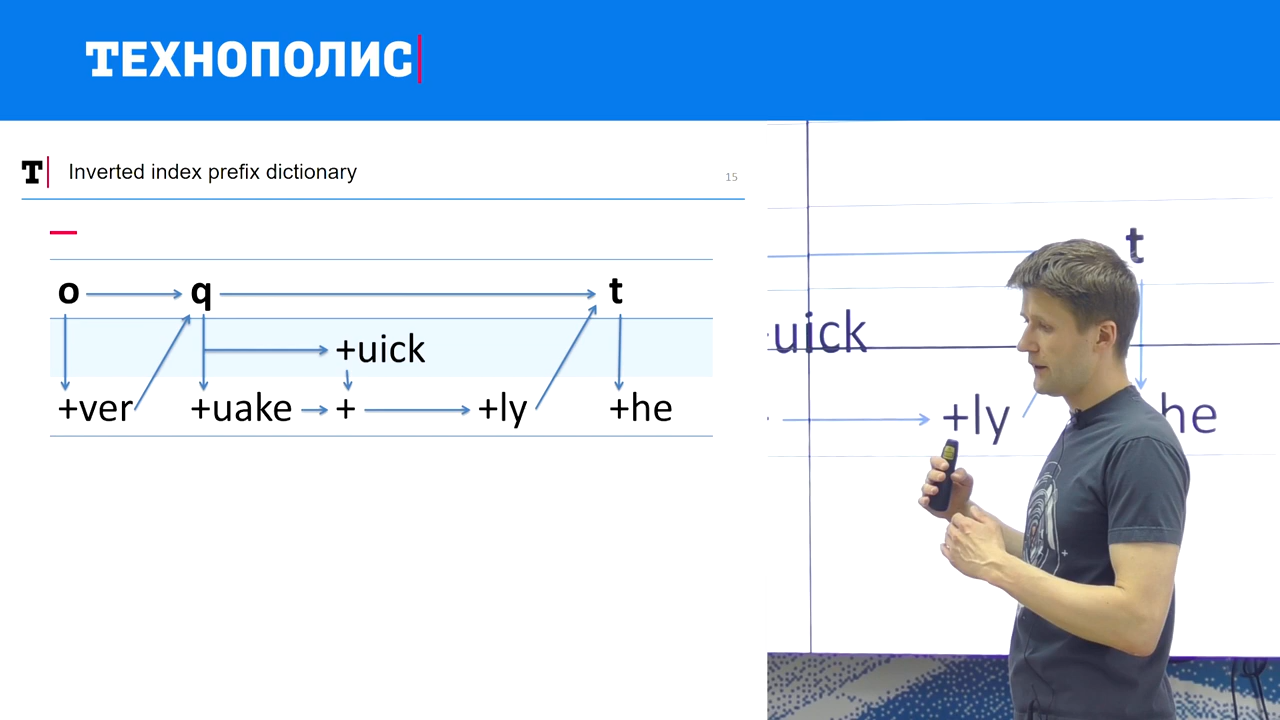 ТЕХНОПОЛИС
T Inverted index prefix dictionary 15
o q t
+uick
+ver +uake + +ly +he
t
uick
+ly he